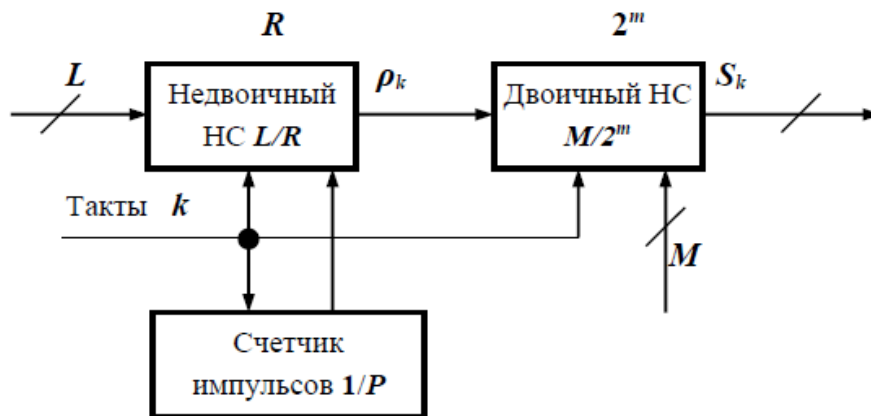 R
2^m
L
Недвоичный
НС L/R
ρ_k
Двоичный НС
M/2^m
S_k
Такты k
M
Счетчик
импульсов 1/P